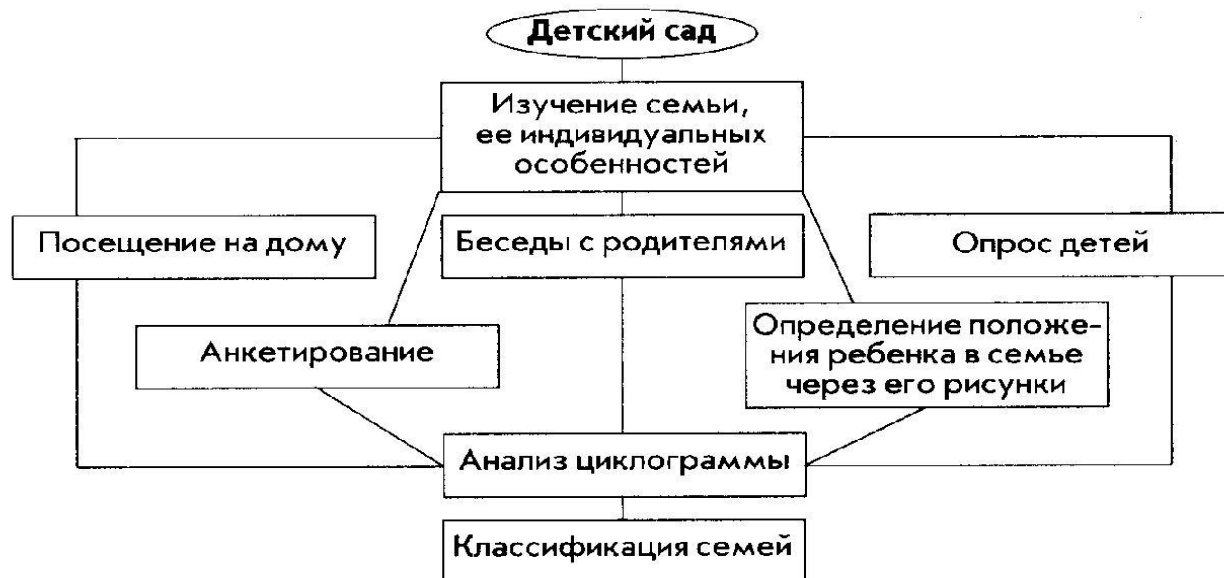 Детский сад
Изучение семьи,
ее индивидуальных
особенностей
Посещение на дому
Беседы с родителями
Опрос детей
Анкетирование
Определение положе-
ния ребенка в семье
через его рисунки
Анализ циклограммы
Классификация семей